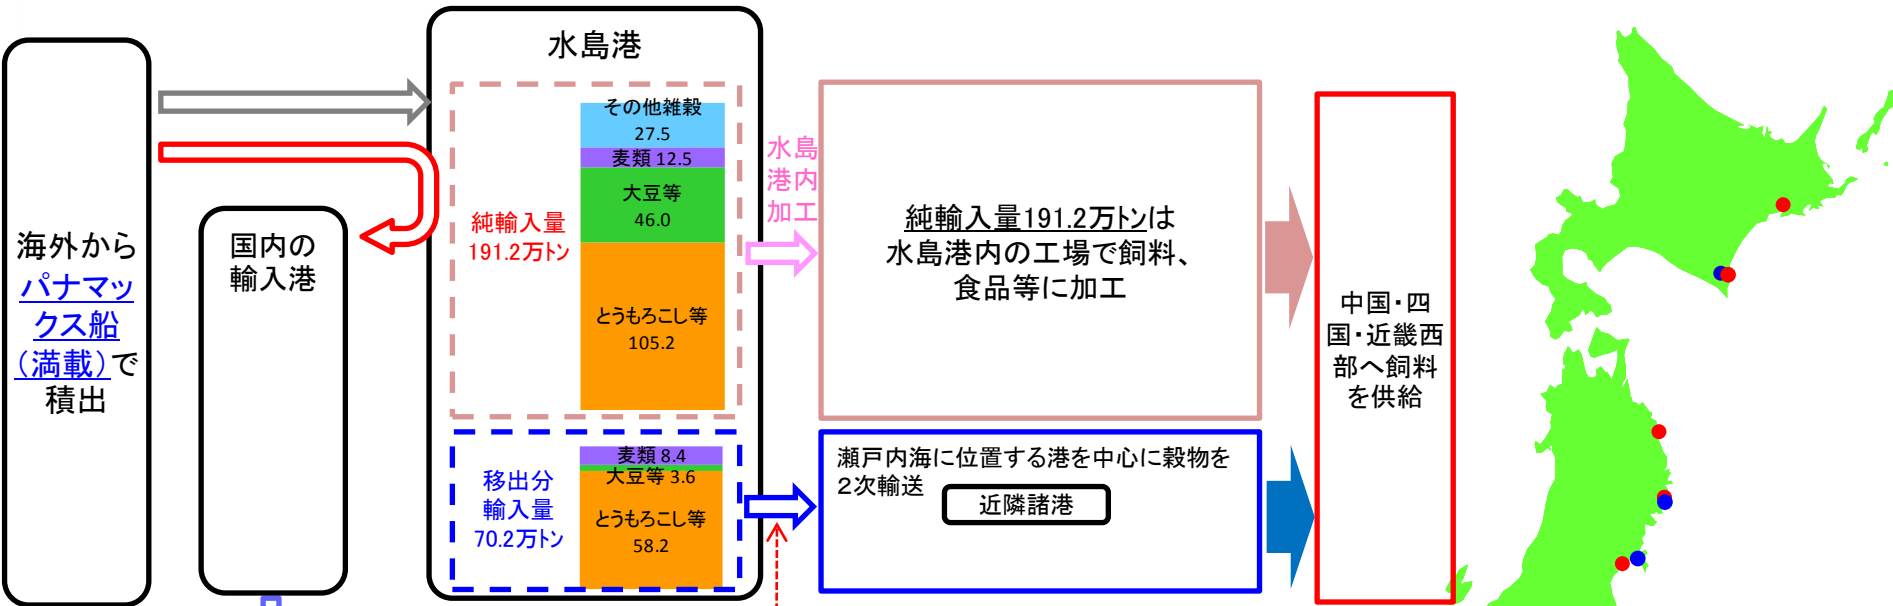 海外から
パナマッ
クス船
（満載）で
積出
国内の
輸入港
水島港
その他雑穀
27.5
麦類 12.5
大豆等
46.0
とうもろこし等
105.2
純輸入量
191.2万トン
麦類 8.4
大豆等 3.6
とうもろこし等
58.2
移出分
輸入量
70.2万トン
水島
港内
加工
純輸入量191.2万トンは
水島港内の工場で飼料、
食品等に加工
瀬戸内海に位置する港を中心に穀物を
２次輸送
近隣諸港
中国・四
国・近畿西
部へ飼料
を供給